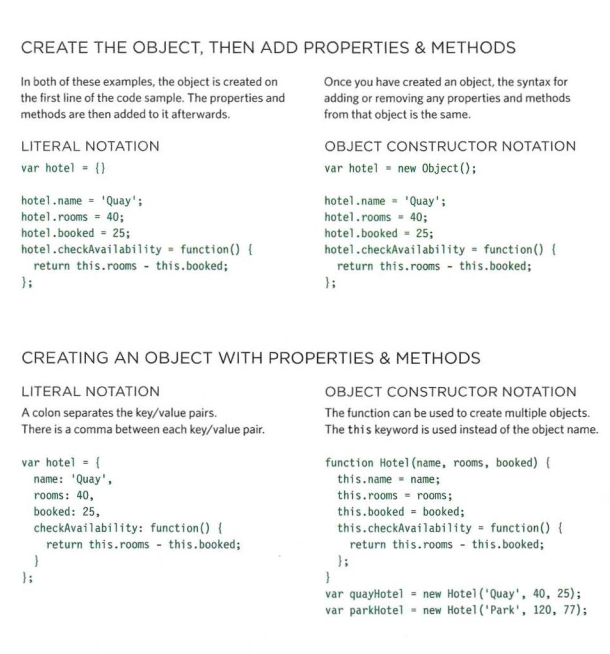 CREATE THE OBJECT, THEN ADD PROPERTIES & METHODS
In both of these examples, the object is created on
the first line of the code sample. The properties and
methods are then added to it afterwards.
LITERAL NOTATION
var hotel = {}
hotel.name = 'Quay';
hotel.rooms = 40;
hotel.booked = 25;
hotel.checkAvailability = function() {
  return this.rooms - this.booked;
};
Once you have created an object, the syntax for
adding or removing any properties and methods
from that object is the same.
OBJECT CONSTRUCTOR NOTATION
var hotel = new Object();
hotel.name = 'Quay';
hotel.rooms = 40;
hotel.booked = 25;
hotel.checkAvailability = function() {
  return this.rooms - this.booked;
};
CREATING AN OBJECT WITH PROPERTIES & METHODS
LITERAL NOTATION
A colon separates the key/value pairs.
There is a comma between each key/value pair.
var hotel = {
  name: 'Quay',
  rooms: 40,
  booked: 25,
  checkAvailability: function() {
    return this.rooms - this.booked;
  }
};
OBJECT CONSTRUCTOR NOTATION
The function can be used to create multiple objects.
The this keyword is used instead of the object name.
function Hotel(name, rooms, booked) {
  this.name = name;
  this.rooms = rooms;
  this.booked = booked;
  this.checkAvailability = function() {
    return this.rooms - this.booked;
  };
}
var quayHotel = new Hotel('Quay', 40, 25);
var parkHotel = new Hotel('Park', 120, 77);